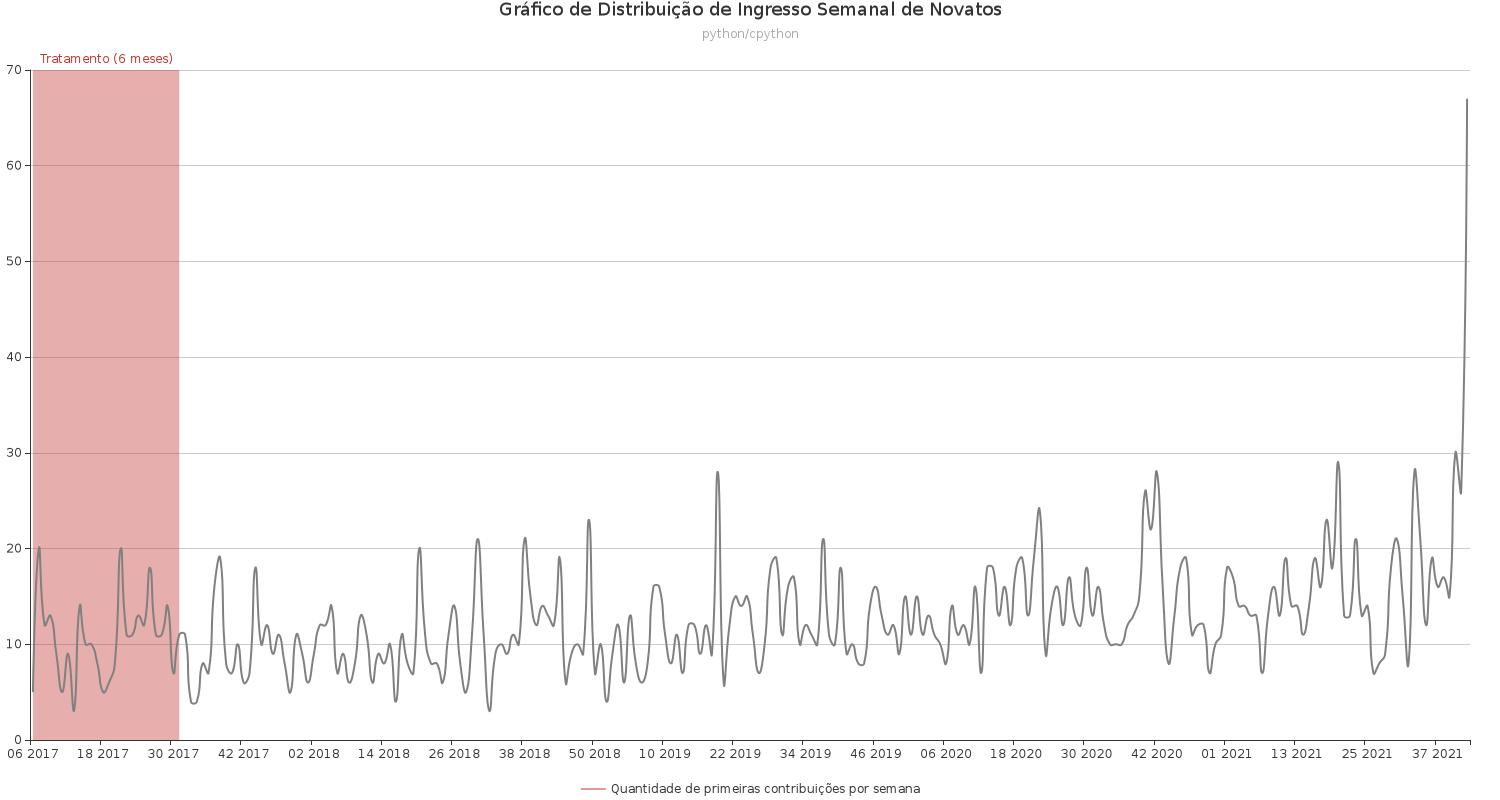 Gráfico de Distribuição de Ingresso Semanal de Novatos
python/cpython
Tratamento (6 meses)
70
60
50
40
30
20
10
0
06 2017 18 2017 30 2017 42 2017 02 2018 14 2018 26 2018 38 2018 50 2018 10 2019 22 2019 34 2019 46 2019 06 2020 18 2020 30 2020 42 2020 01 2021 13 2021 25 2021 37 2021
Quantidade de primeiras contribuições por semana